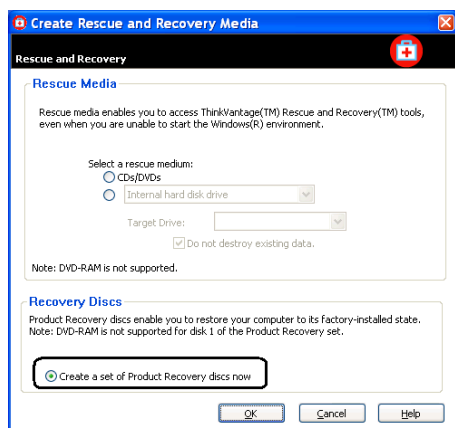 Create Rescue and Recovery Media
Rescue and Recovery
Rescue Media
Rescue media enables you to access ThinkVantage(TM) Rescue and Recovery(TM) tools,
even when you are unable to start the Windows(R) environment.
Select a rescue medium:
CDs/DVDs
Internal hard disk drive
Target Drive:
Do not destroy existing data.
Note: DVD-RAM is not supported.
Recovery Discs
Product Recovery discs enable you to restore your computer to its factory-installed state.
Note: DVD-RAM is not supported for disk 1 of the Product Recovery set.
Create a set of Product Recovery discs now
OK Cancel Help